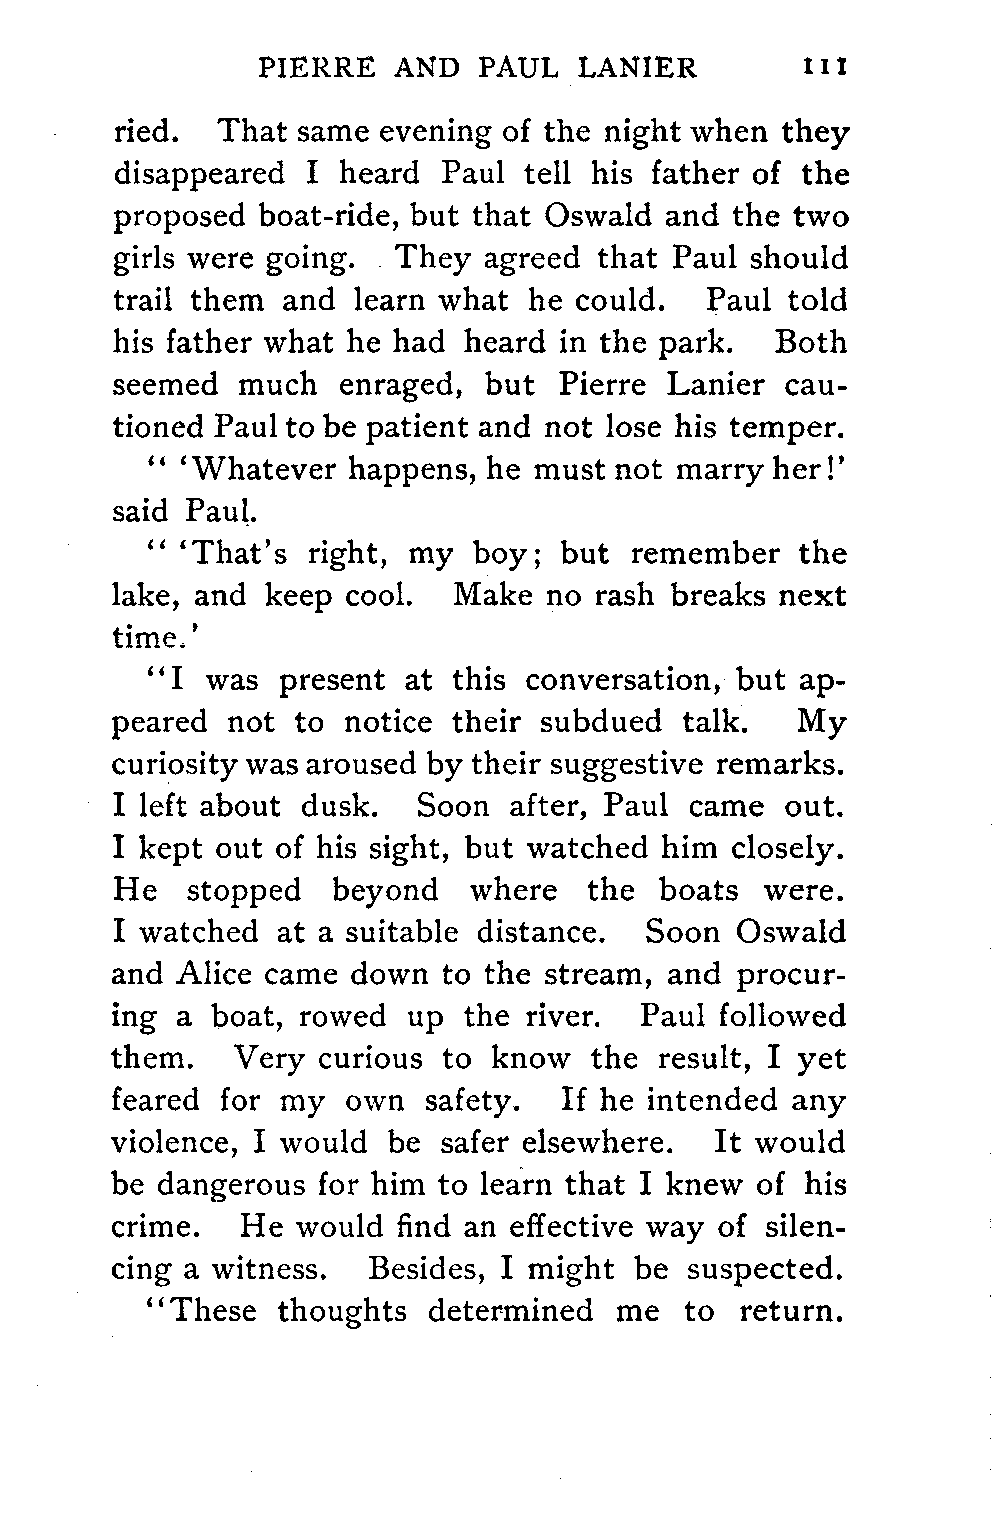 PIERRE AND PAUL LANIER 111
ried. That same evening of the night when they
disappeared I heard Paul tell his father of the
proposed boat-ride, but that Oswald and the two
girls were going. They agreed that Paul should
trail them and learn what he could. Paul told
his father what he had heard in the park. Both
seemed much enraged, but Pierre Lanier cau-
tioned Paul to be patient and not lose his temper.
“ ‘Whatever happens, he must not marry her!’
said Paul.
“ ‘That’s right, my boy; but remember the
lake, and keep cool. Make no rash breaks next
time.’
“I was present at this conversation, but ap-
peared not to notice their subdued talk. My
curiosity was aroused by their suggestive remarks.
I left about dusk. Soon after, Paul came out.
I kept out of his sight, but watched him closely.
He stopped beyond where the boats were.
I watched at a suitable distance. Soon Oswald
and Alice came down to the stream, and procur-
ing a boat, rowed up the river. Paul followed
them. Very curious to know the result, I yet
feared for my own safety. If he intended any
violence, I would be safer elsewhere. It would
be dangerous for him to learn that I knew of his
crime. He would find an effective way of silen-
cing a witness. Besides, I might be suspected.
“These thoughts determined me to return.